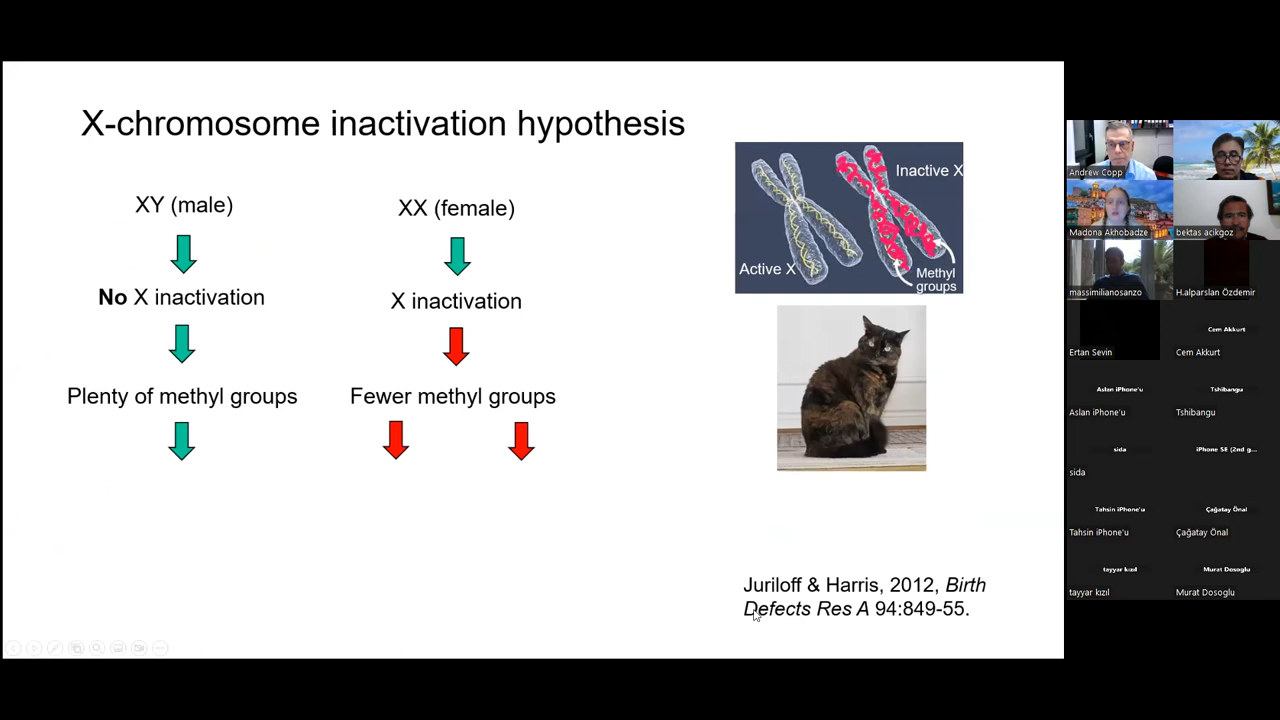 X-chromosome inactivation hypothesis
XY (male)
XX (female)
No X inactivation
X inactivation
Plenty of methyl groups
Fewer methyl groups
Inactive X
Active X
Methyl
groups
Juriloff & Harris, 2012, Birth
Defects Res A 94:849-55.
Andrew Copp
Madona Akhobadze
bektas acikgoz
massimilianosanzo
H.alparslan Özdemir
Cem Akkurt
Ertan Sevin
Cem Akkurt
Aslan iPhone'u
Tshibangu
Aslan iPhone'u
Tshibangu
sida
iPhone SE (2nd g...
sida
Tahsin iPhone'u
Çağatay Önal
Tahsin iPhone'u
Çağatay Önal
tayyar kızıl
Murat Dosoglu
tayyar kızıl
Murat Dosoglu